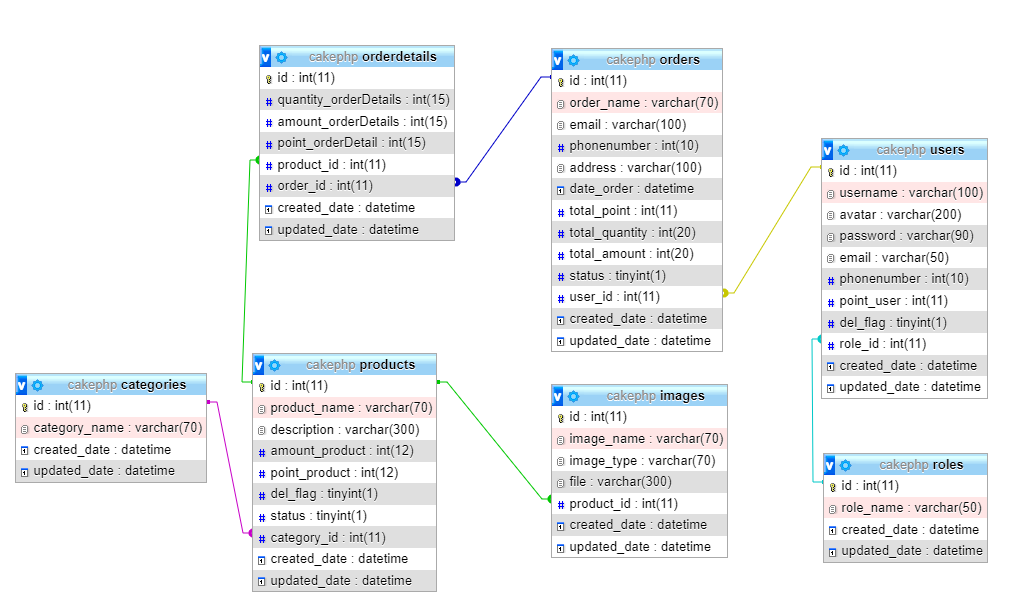 v cakephp orderdetails
id : int(11)
# quantity_orderDetails : int(15)
# amount_orderDetails : int(15)
# point_orderDetail : int(15)
# product_id : int(11)
# order_id : int(11)
created_date : datetime
updated_date : datetime
v cakephp orders
id : int(11)
order_name : varchar(70)
email : varchar(100)
# phonenumber : int(10)
address : varchar(100)
date_order : datetime
# total_point : int(11)
# total_quantity : int(20)
# total_amount : int(20)
# status : tinyint(1)
# user_id : int(11)
created_date : datetime
updated_date : datetime
v cakephp users
id : int(11)
username : varchar(100)
avatar : varchar(200)
password : varchar(90)
email : varchar(50)
# phonenumber : int(10)
# point_user : int(11)
# del_flag : tinyint(1)
# role_id : int(11)
created_date : datetime
updated_date : datetime
v cakephp categories
id : int(11)
category_name : varchar(70)
created_date : datetime
updated_date : datetime
v cakephp products
id : int(11)
product_name : varchar(70)
description : varchar(300)
# amount_product : int(12)
# point_product : int(12)
# del_flag : tinyint(1)
# status : tinyint(1)
# category_id : int(11)
created_date : datetime
updated_date : datetime
v cakephp images
id : int(11)
image_name : varchar(70)
image_type : varchar(70)
file : varchar(300)
# product_id : int(11)
created_date : datetime
updated_date : datetime
v cakephp roles
id : int(11)
role_name : varchar(50)
created_date : datetime
updated_date : datetime